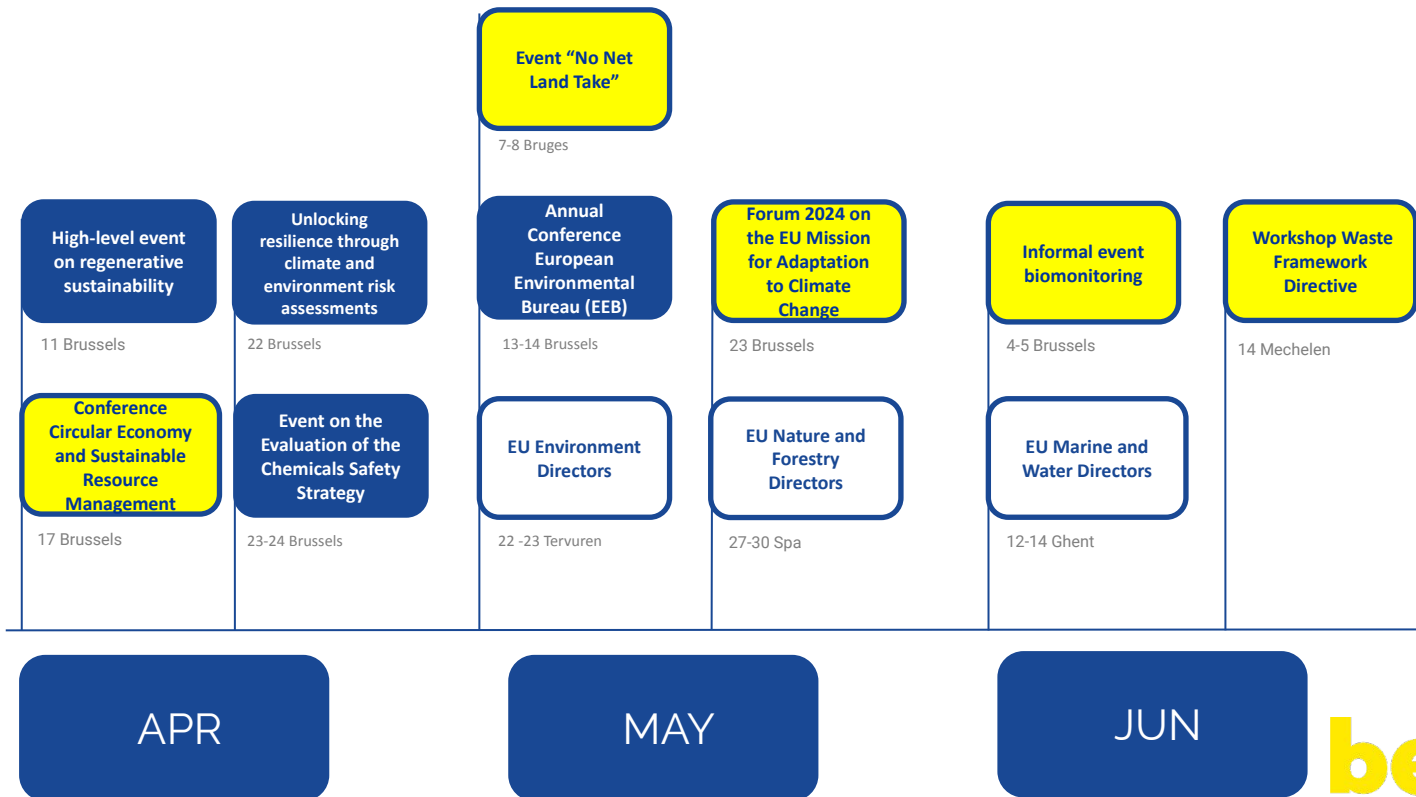 Event “No Net
Land Take”
7-8 Bruges
High-level event
on regenerative
sustainability
11 Brussels
Unlocking
resilience through
climate and
environment risk
assessments
22 Brussels
Annual
Conference
European
Environmental
Bureau (EEB)
13-14 Brussels
Forum 2024 on
the EU Mission
for Adaptation
to Climate
Change
23 Brussels
Informal event
biomonitoring
4-5 Brussels
Workshop Waste
Framework
Directive
14 Mechelen
Conference
Circular Economy
and Sustainable
Resource
Management
17 Brussels
Event on the
Evaluation of the
Chemicals Safety
Strategy
23-24 Brussels
EU Environment
Directors
22 -23 Tervuren
EU Nature and
Forestry
Directors
27-30 Spa
EU Marine and
Water Directors
12-14 Ghent
APR
MAY
JUN
be